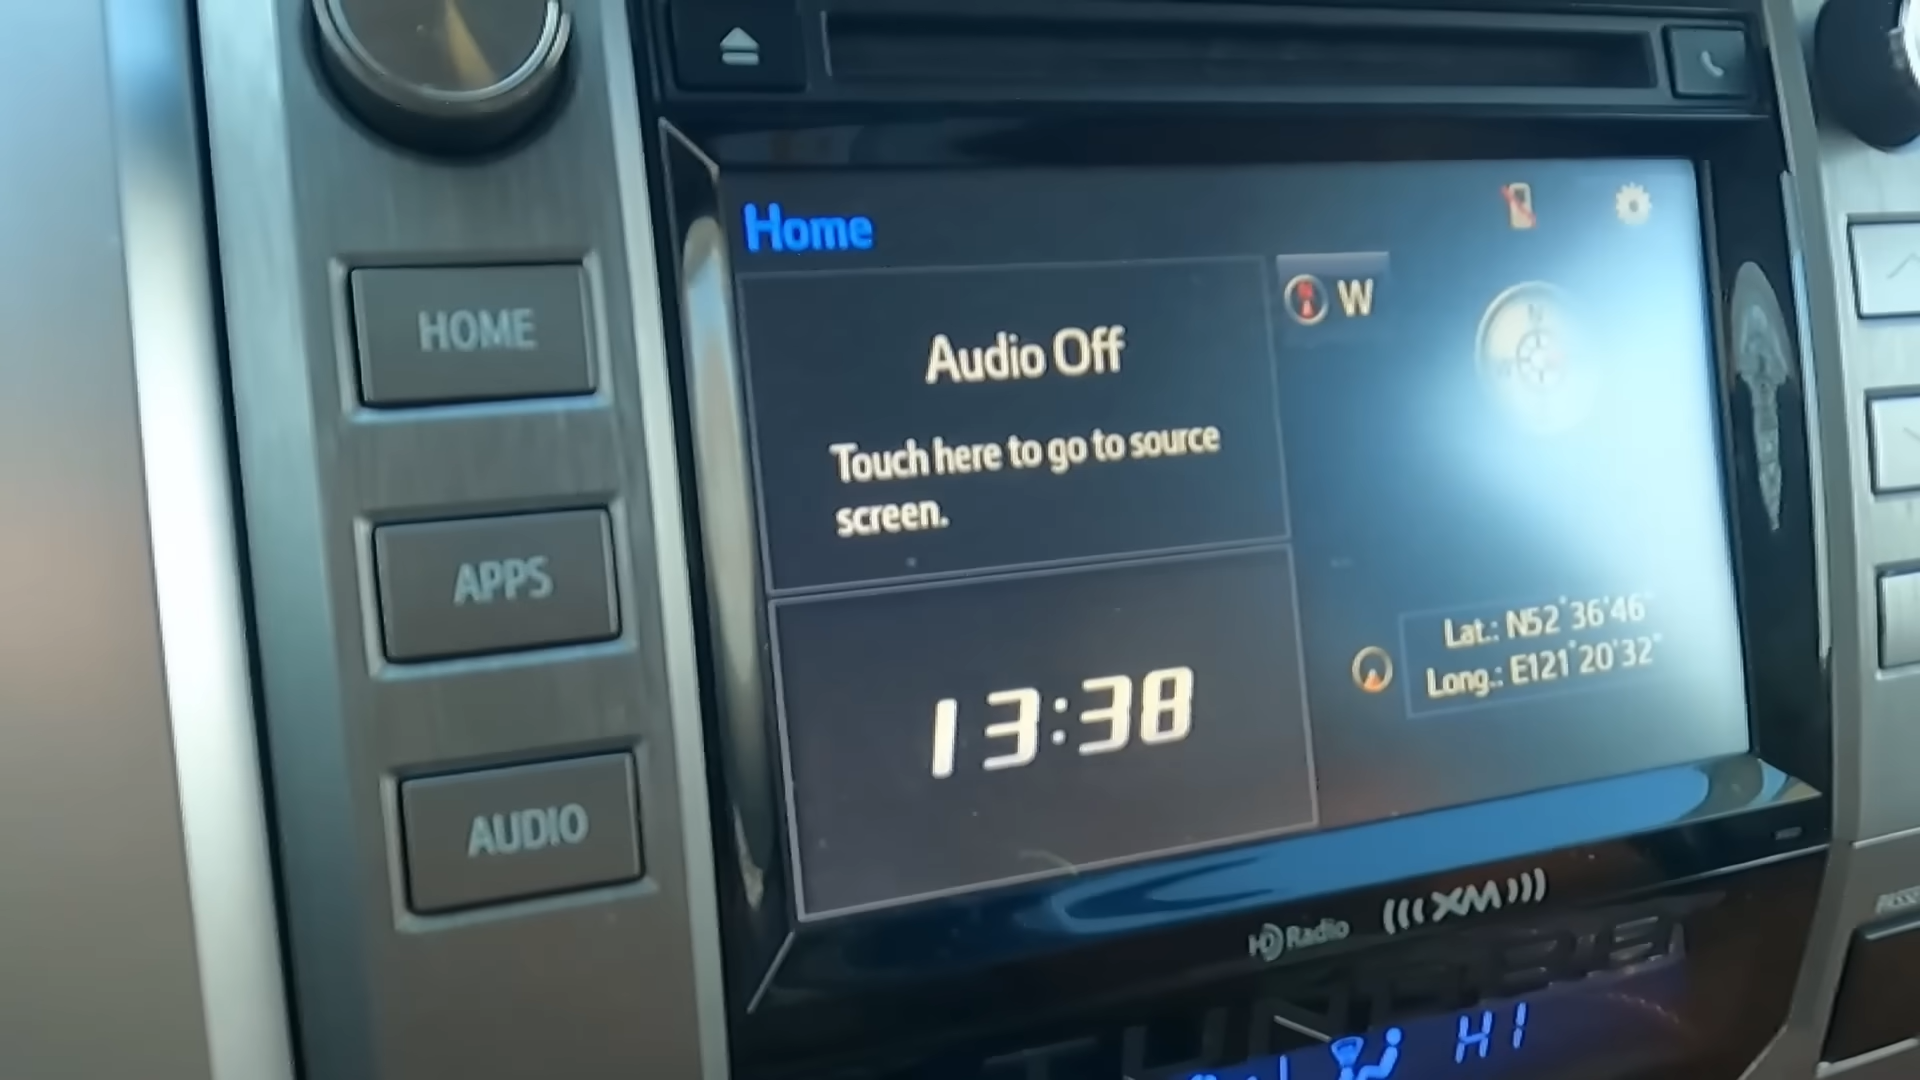 Home
W
Audio Off
Touch here to go to source
screen.
13:38
Lat.: N52°36'46"
Long.: E121°20'32"
HOME
APPS
AUDIO
HD Radio
(((XM)))
HI